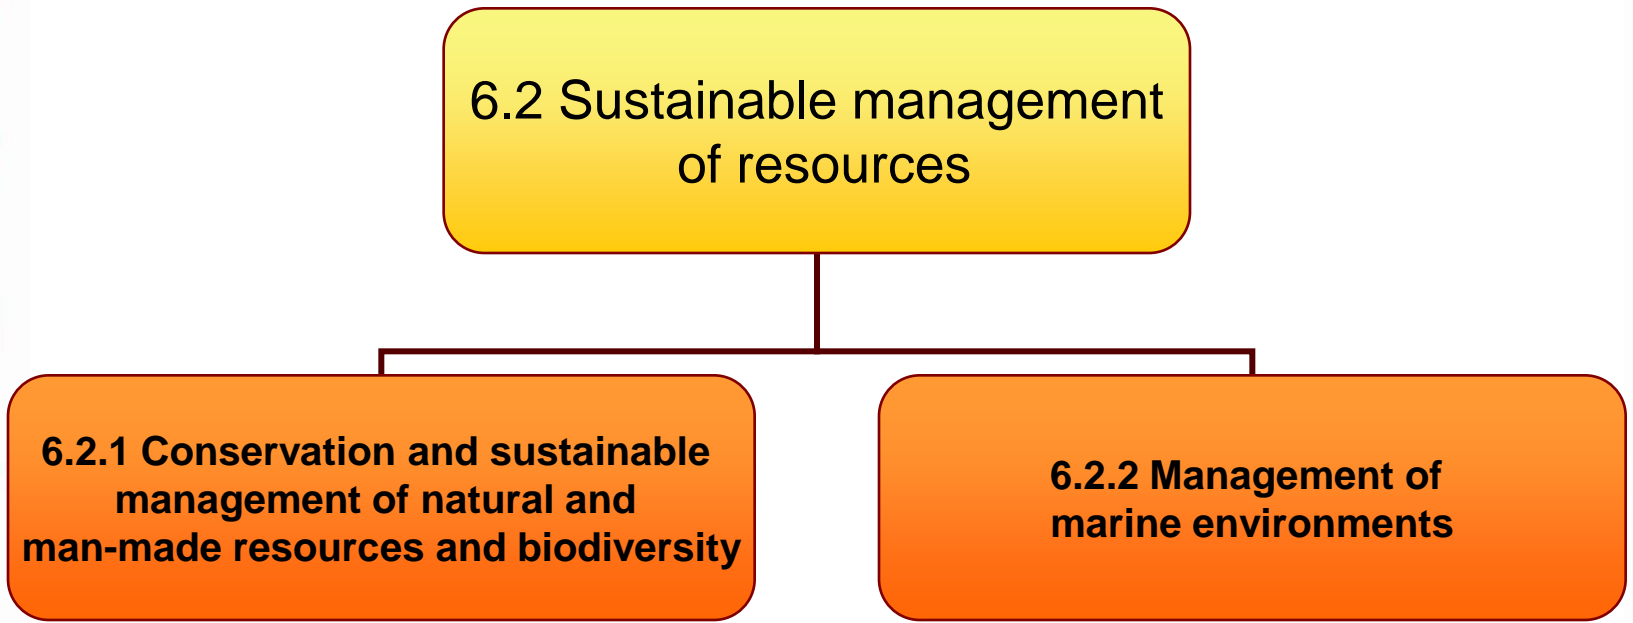 6.2 Sustainable management
of resources
6.2.1 Conservation and sustainable
management of natural and
man-made resources and biodiversity
6.2.2 Management of
marine environments